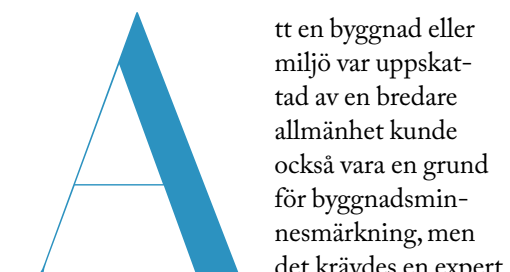 Att en byggnad eller
miljö var uppskat-
tad av en bredare
allmänhet kunde
också vara en grund
för byggnadsmin-
nesmärkning, men
det krävdes en expert